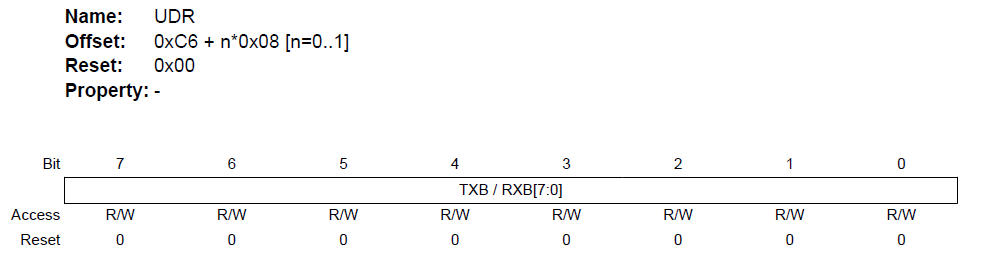 Name: UDR
Offset: 0xC6 + n*0x08 [n=0..1]
Reset: 0x00
Property: -
Bit 7 6 5 4 3 2 1 0
TXB / RXB[7:0]
Access R/W R/W R/W R/W R/W R/W R/W R/W
Reset 0 0 0 0 0 0 0 0